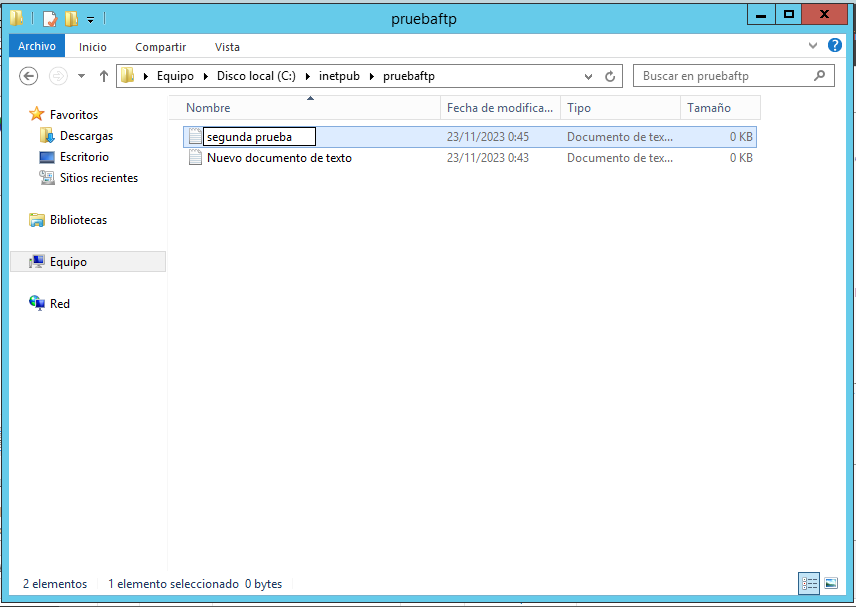 pruebaftp
Archivo Inicio Compartir Vista
Equipo Disco local (C:) inetpub pruebaftp Buscar en pruebaftp
Nombre Fecha de modifica... Tipo Tamaño
segunda prueba 23/11/2023 0:45 Documento de tex... 0 KB
Nuevo documento de texto 23/11/2023 0:43 Documento de tex... 0 KB
Favoritos
Descargas
Escritorio
Sitios recientes
Bibliotecas
Equipo
Red
2 elementos 1 elemento seleccionado 0 bytes